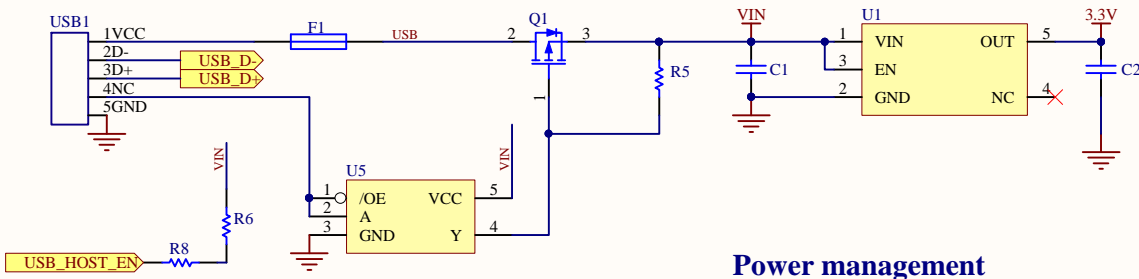 USB1
1VCC
2D-
3D+
4NC
5GND
USB_D-
USB_D+
F1
USB
Q1
2
3
1
R5
VIN
C1
U1
1
VIN
3
EN
2
GND
OUT
5
NC
4
3.3V
C2
VIN
R6
R8
USB_HOST_EN
U5
1
/OE
2
A
3
GND
VCC
5
Y
4
VIN
Power management